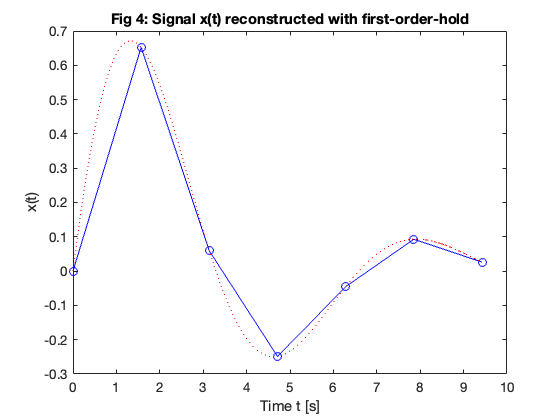 Fig 4: Signal x(t) reconstructed with first-order-hold
0.7
0.6
0.5
0.4
0.3
0.2
0.1
0
-0.1
-0.2
-0.3
x(t)
0 1 2 3 4 5 6 7 8 9 10
Time t [s]